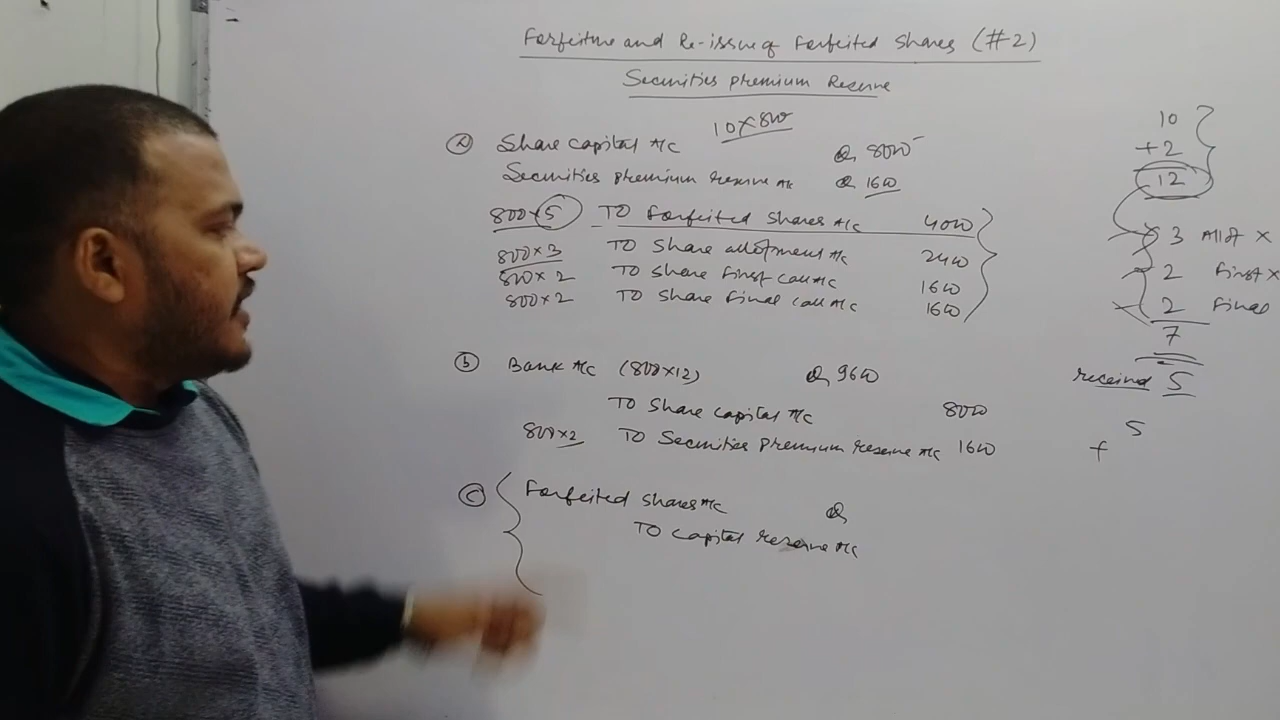 Forfeiture and Re-issue of Forfeited Shares (#2)
Securities premium Reserve
10×800
(a) Share Capital A/c Dr 8000
Securities premium reserve A/c Dr 1600
800×5 TO Forfeited Shares A/c 4000
800×3 TO Share allotment A/c 2400
800×2 TO Share First call A/c 1600
800×2 TO Share Final call A/c 1600
(b) Bank A/c (800×12) Dr 9600
TO Share capital A/c 8000
800×2 TO Securities premium reserve A/c 1600
(c) Forfeited Shares A/c Dr
TO Capital reserve A/c
10
+2
12
3 Allot X
2 First X
2 Final
7
received 5
5
+